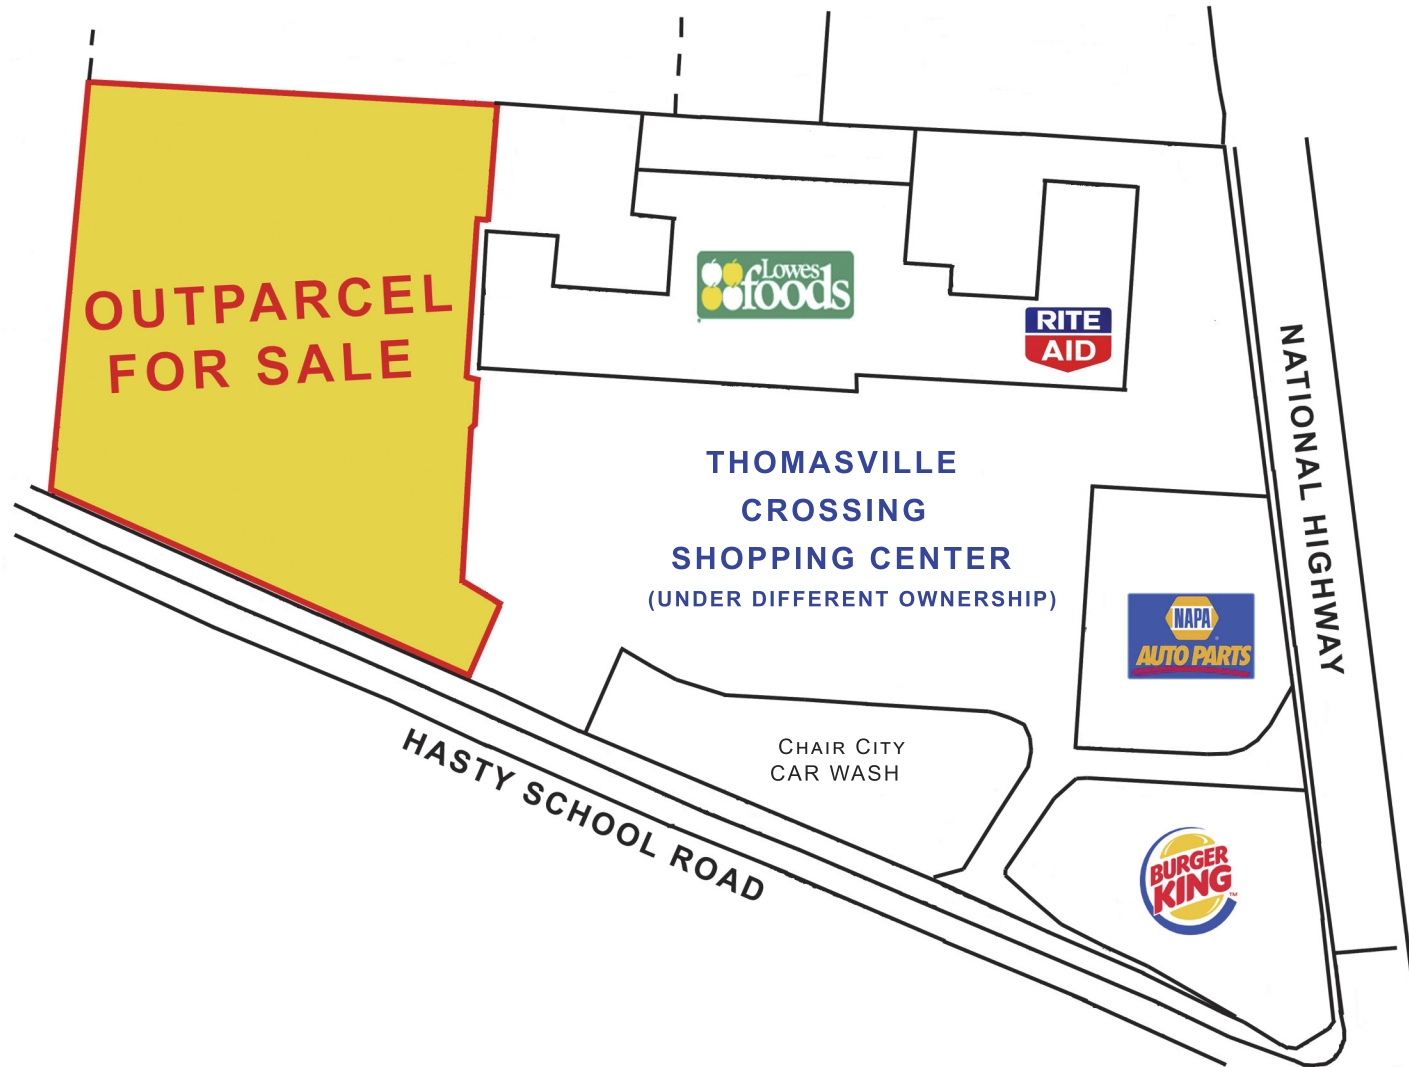 OUTPARCEL
FOR SALE
Lowes
foods
RITE
AID
NATIONAL HIGHWAY
THOMASVILLE
CROSSING
SHOPPING CENTER
(UNDER DIFFERENT OWNERSHIP)
NAPA
AUTO PARTS
CHAIR CITY
CAR WASH
HASTY SCHOOL ROAD
BURGER
KING™